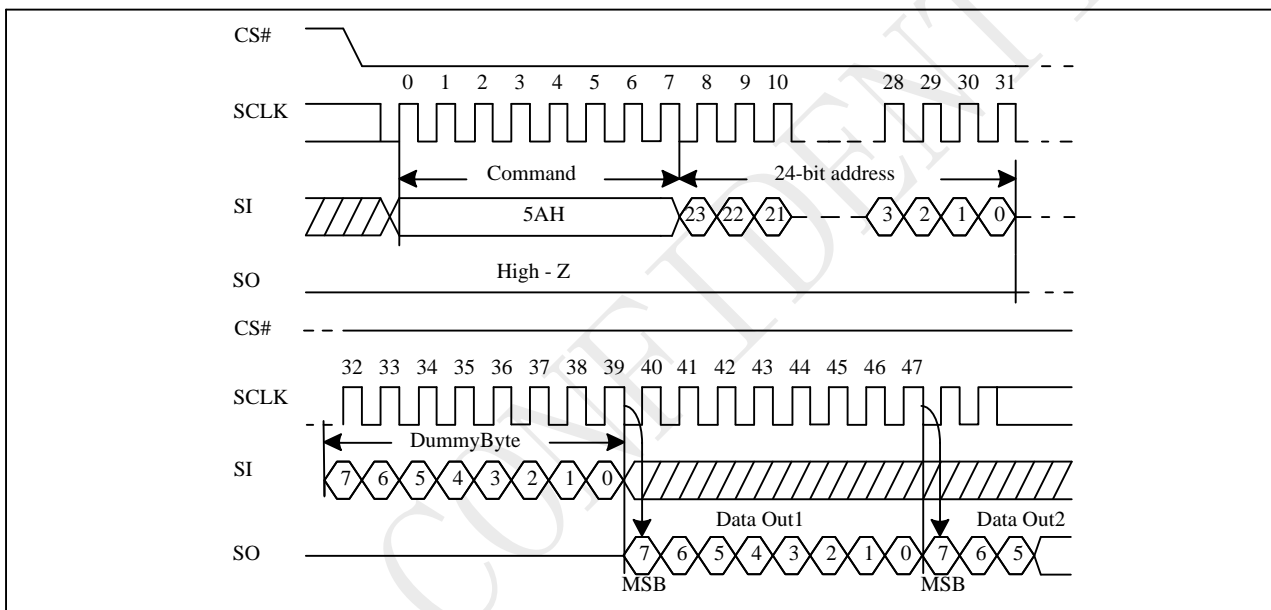 CS#
0 1 2 3 4 5 6 7 8 9 10 28 29 30 31
SCLK
Command 24-bit address
SI 5AH 23 22 21 3 2 1 0
High - Z
SO
CS#
32 33 34 35 36 37 38 39 40 41 42 43 44 45 46 47
SCLK
DummyByte
SI 7 6 5 4 3 2 1 0
Data Out1 Data Out2
SO 7 6 5 4 3 2 1 0 7 6 5
MSB MSB
CONFIDENT